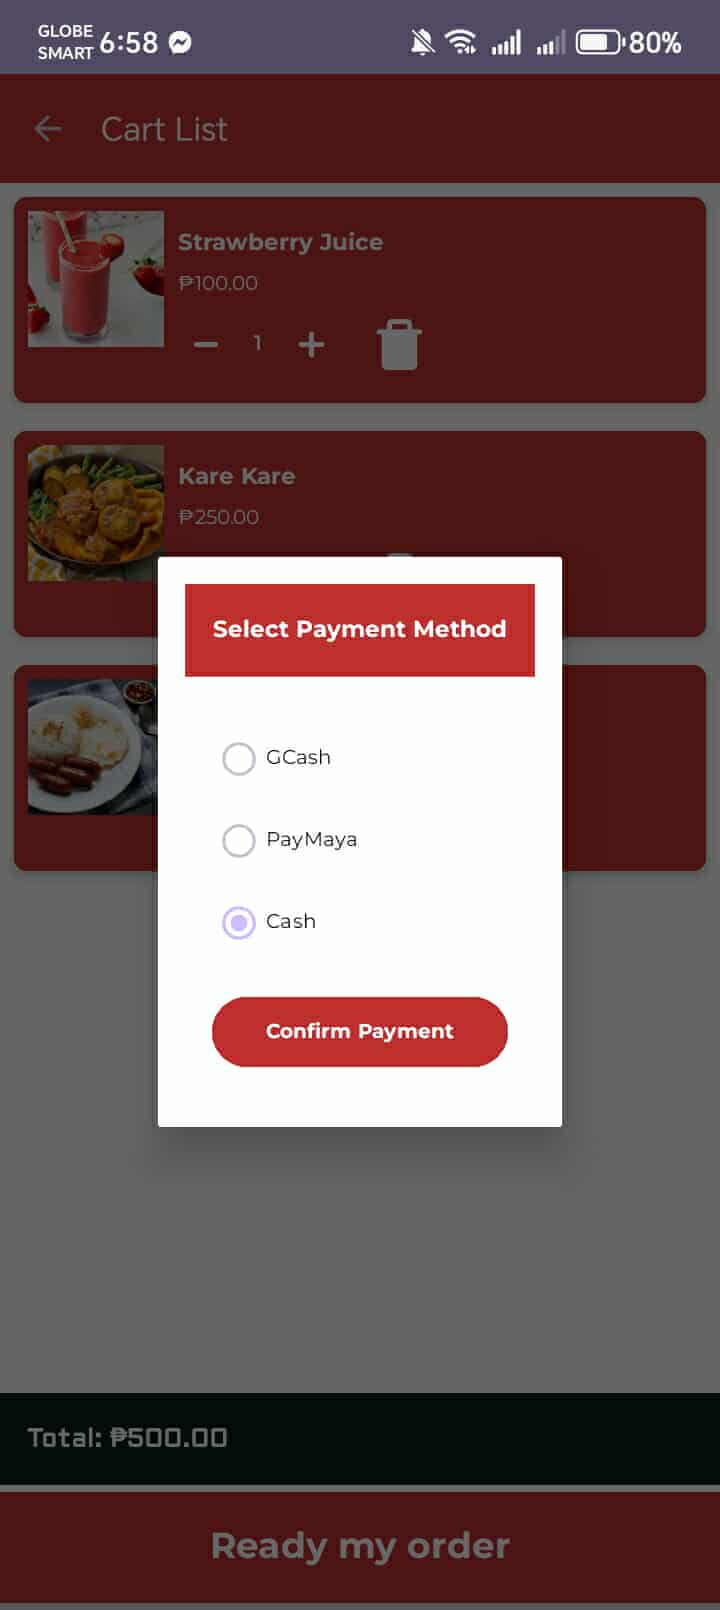 GLOBE
SMART 6:58 80%
Cart List
Strawberry Juice
₱100.00
1
Kare Kare
₱250.00
Select Payment Method
GCash
PayMaya
Cash
Confirm Payment
Total: ₱500.00
Ready my order